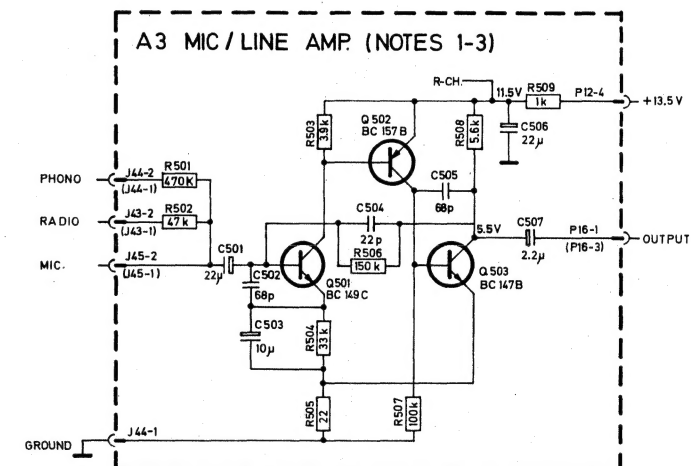 A3 MIC/LINE AMP. (NOTES 1-3)
R-CH.
11.5V
R509
1k
P12-4
+13.5V
R503
3.9k
Q502
BC 157B
R508
5.6k
C506
22µ
PHONO
J44-2
(J44-1)
R501
470k
C505
68p
RADIO
J43-2
(J43-1)
R502
47k
C504
22p
5.5V
C507
2.2µ
P16-1
(P16-3)
OUTPUT
MIC.
J45-2
(J45-1)
C501
22µ
C502
68p
R506
150k
Q501
BC 149C
Q503
BC 147B
C503
10µ
R504
33k
R505
22
R507
100k
GROUND
J44-1